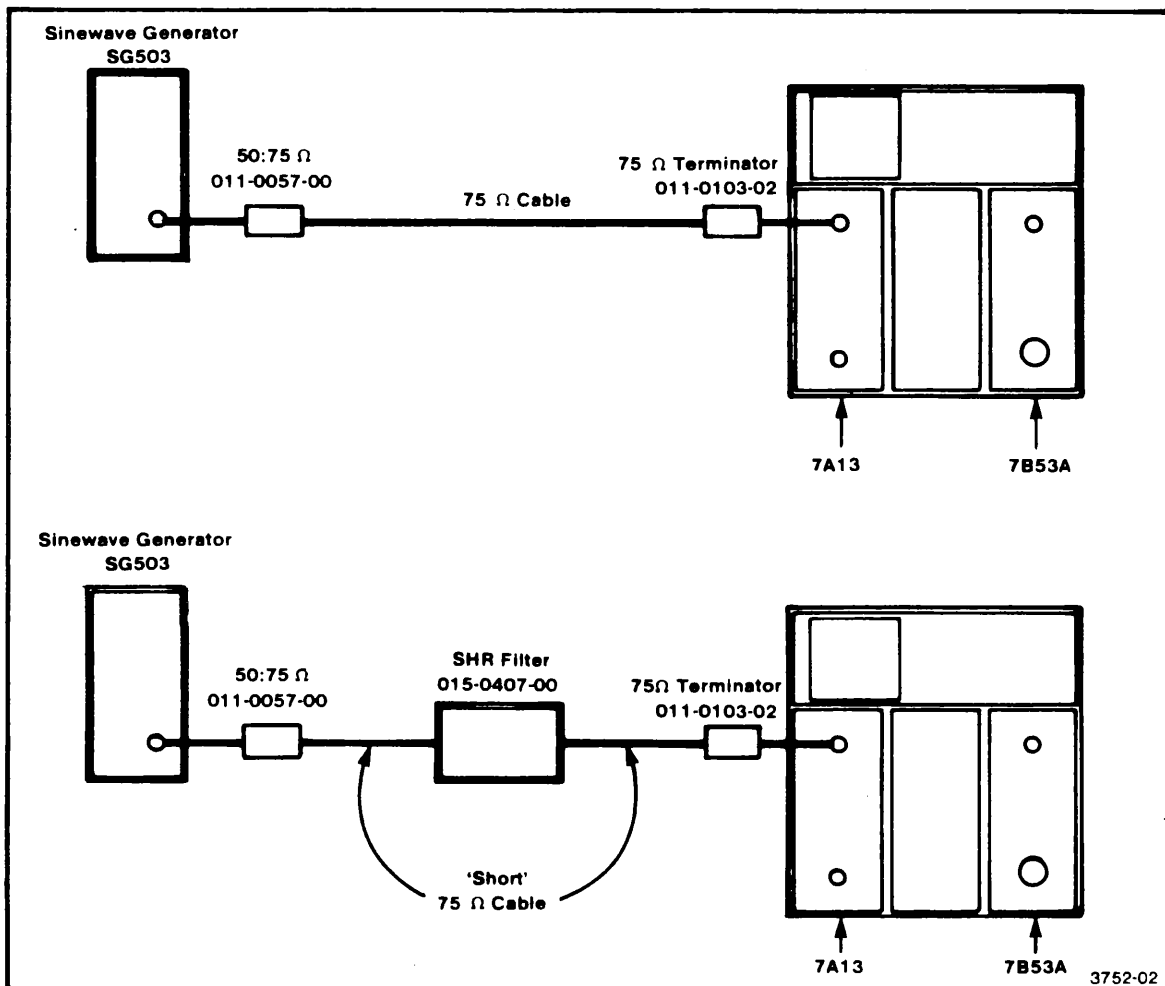 Sinewave Generator
SG503
50:75 Ω
011-0057-00
75 Ω Cable
75 Ω Terminator
011-0103-02
7A13
7B53A
Sinewave Generator
SG503
50:75 Ω
011-0057-00
SHR Filter
015-0407-00
75Ω Terminator
011-0103-02
'Short'
75 Ω Cable
7A13
7B53A
3752-02